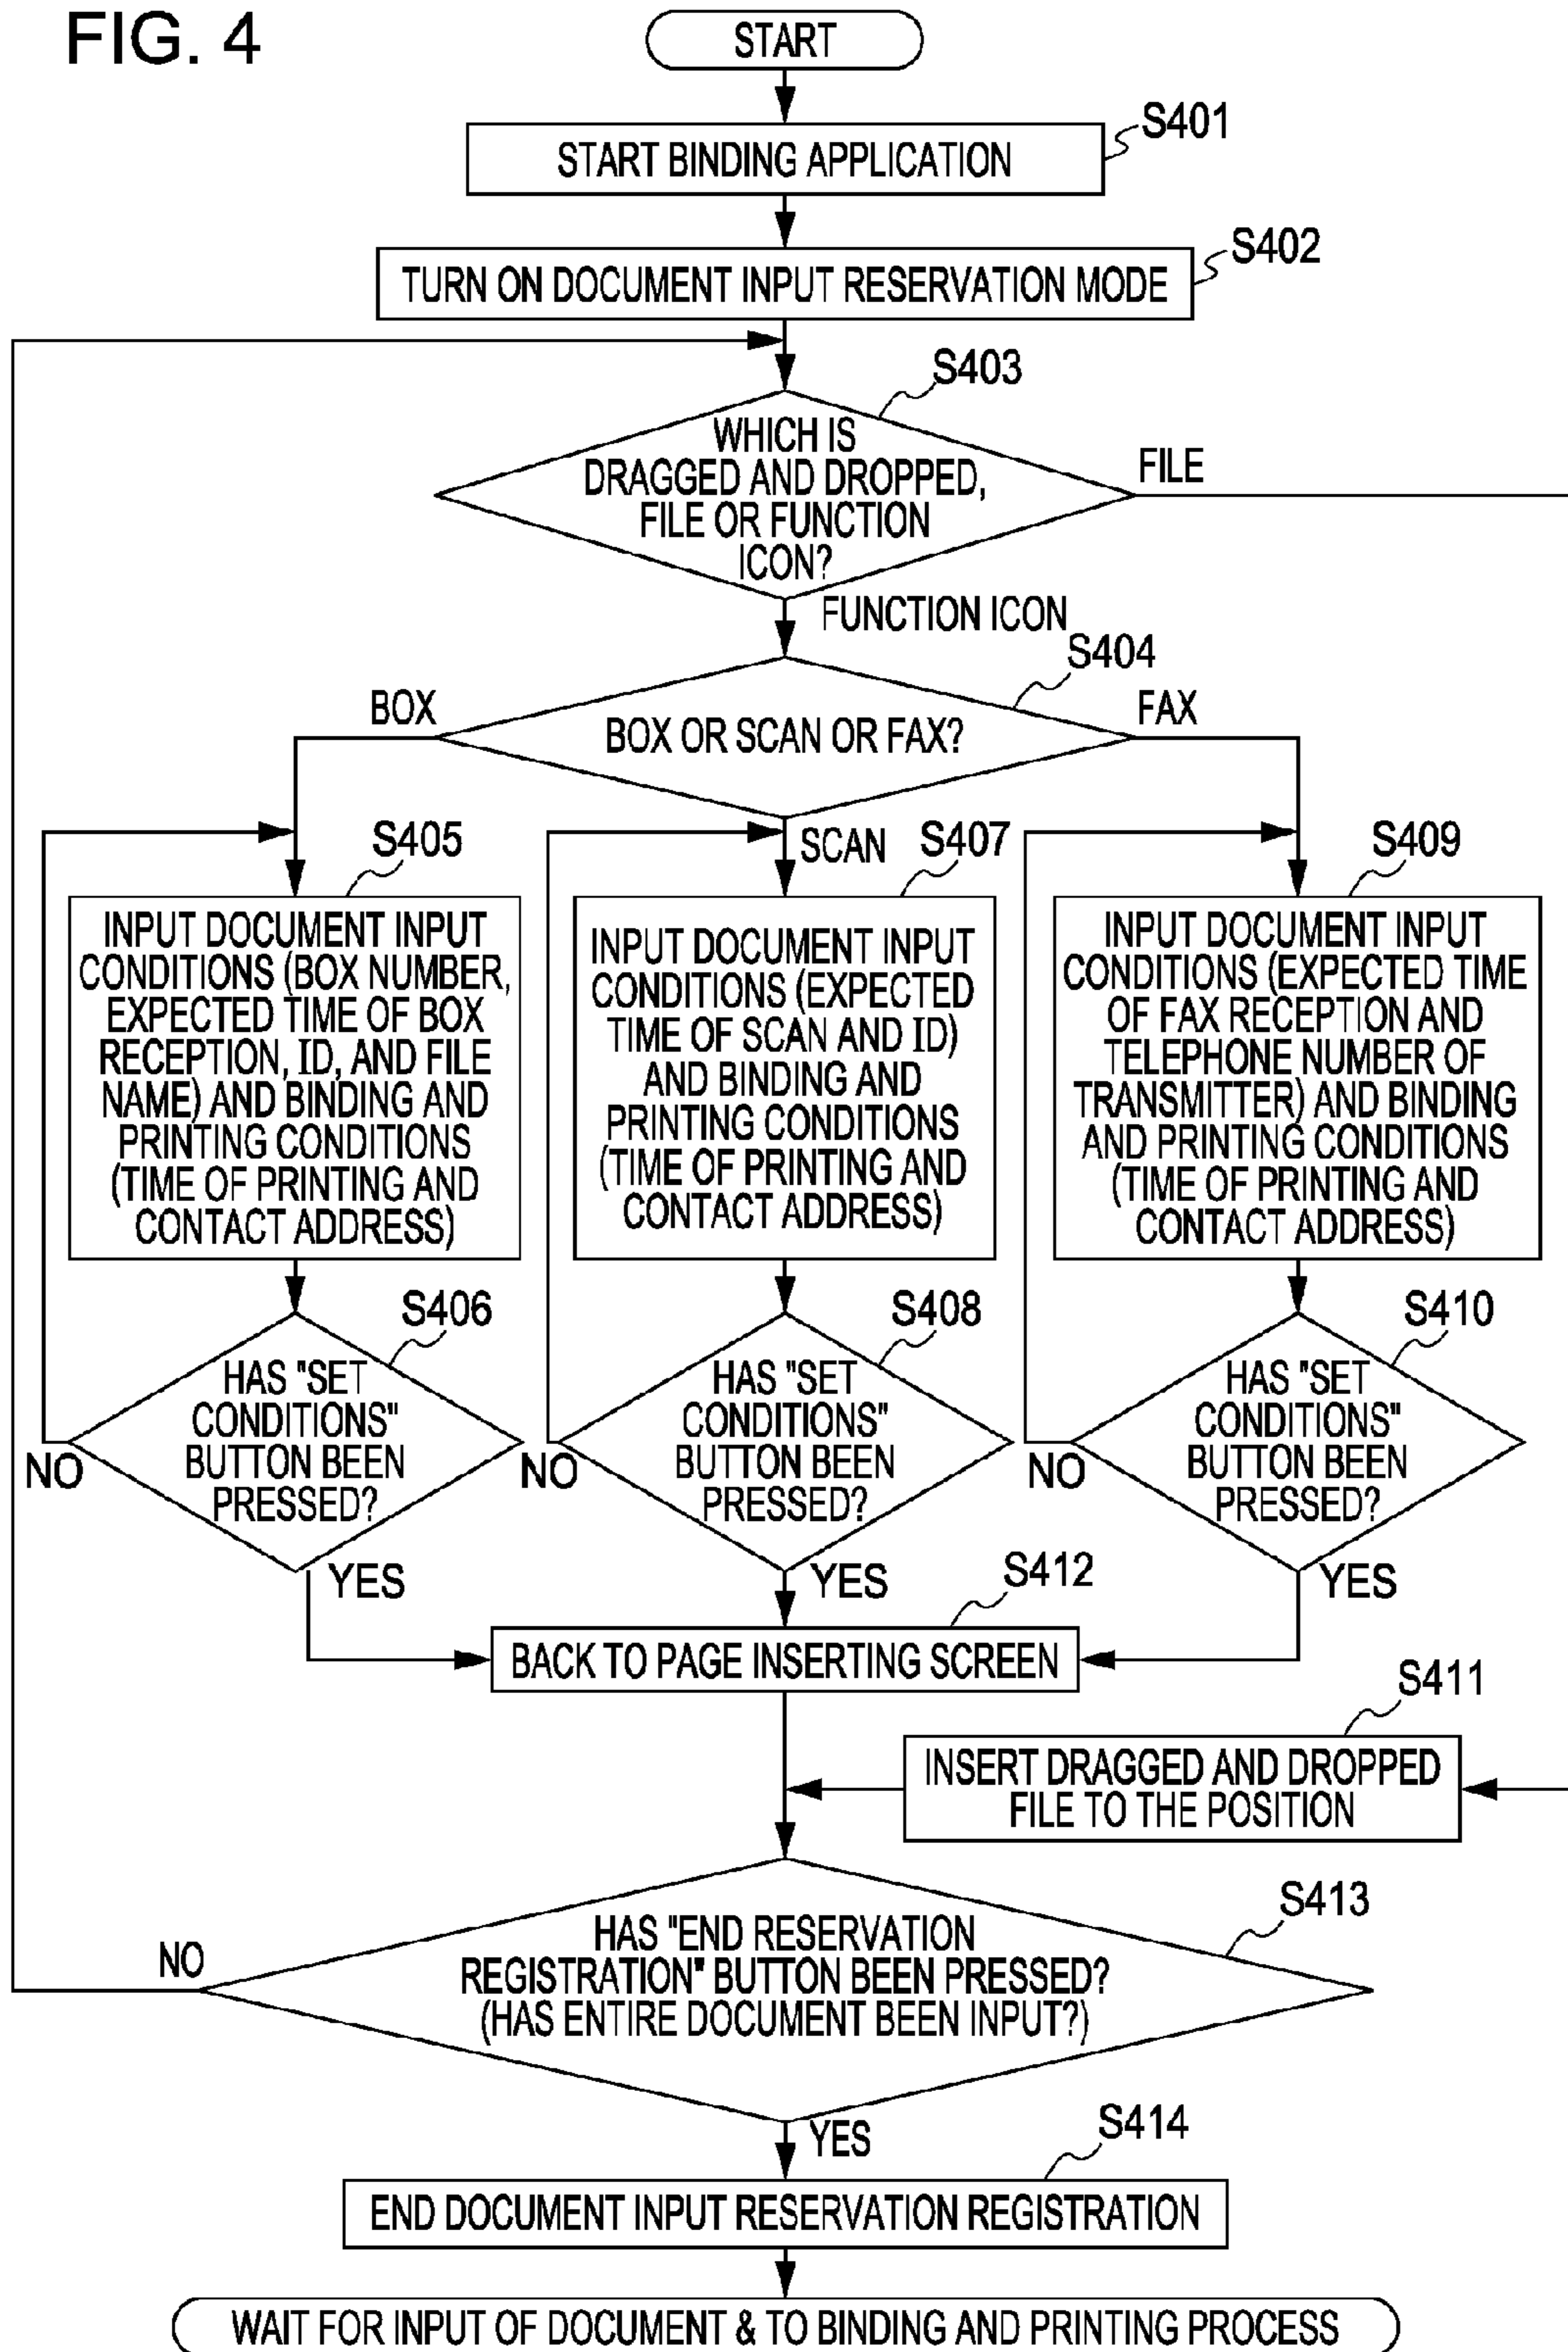 FIG. 4
START
S401
START BINDING APPLICATION
S402
TURN ON DOCUMENT INPUT RESERVATION MODE
S403
WHICH IS
DRAGGED AND DROPPED,
FILE OR FUNCTION
ICON?
FILE
FUNCTION ICON
S404
BOX
BOX OR SCAN OR FAX?
FAX
S405
SCAN
S407
S409
INPUT DOCUMENT INPUT
CONDITIONS (BOX NUMBER,
EXPECTED TIME OF BOX
RECEPTION, ID, AND FILE
NAME) AND BINDING AND
PRINTING CONDITIONS
(TIME OF PRINTING AND
CONTACT ADDRESS)
INPUT DOCUMENT INPUT
CONDITIONS (EXPECTED
TIME OF SCAN AND ID)
AND BINDING AND
PRINTING CONDITIONS
(TIME OF PRINTING AND
CONTACT ADDRESS)
INPUT DOCUMENT INPUT
CONDITIONS (EXPECTED TIME
OF FAX RECEPTION AND
TELEPHONE NUMBER OF
TRANSMITTER) AND BINDING
AND PRINTING CONDITIONS
(TIME OF PRINTING AND
CONTACT ADDRESS)
S406
HAS "SET
CONDITIONS"
BUTTON BEEN
PRESSED?
NO
YES
S408
HAS "SET
CONDITIONS"
BUTTON BEEN
PRESSED?
NO
YES
S410
HAS "SET
CONDITIONS"
BUTTON BEEN
PRESSED?
NO
YES
S412
BACK TO PAGE INSERTING SCREEN
S411
INSERT DRAGGED AND DROPPED
FILE TO THE POSITION
S413
NO
HAS "END RESERVATION
REGISTRATION" BUTTON BEEN PRESSED?
(HAS ENTIRE DOCUMENT BEEN INPUT?)
YES
S414
END DOCUMENT INPUT RESERVATION REGISTRATION
WAIT FOR INPUT OF DOCUMENT & TO BINDING AND PRINTING PROCESS